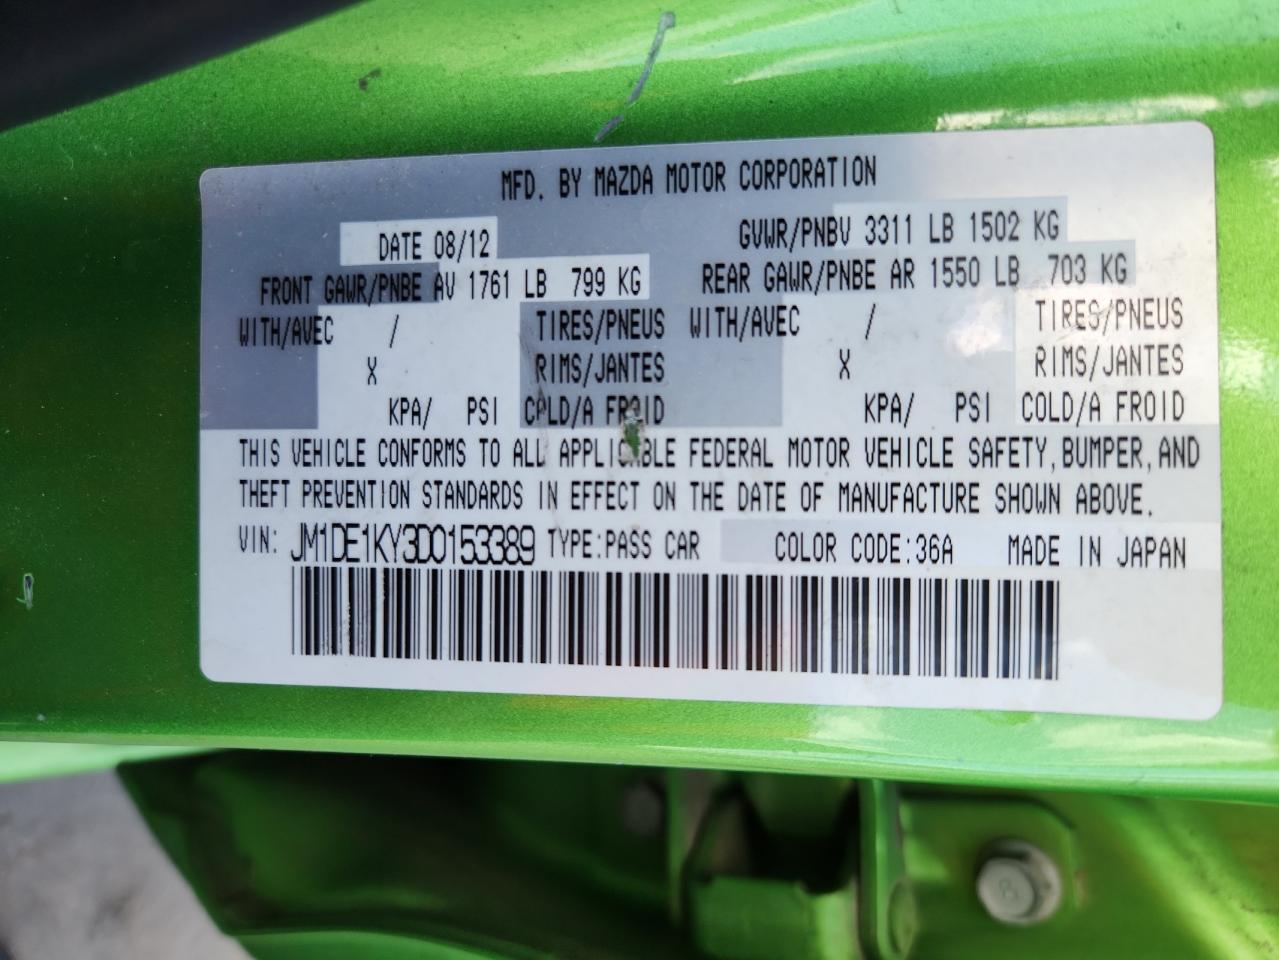 MFD. BY MAZDA MOTOR CORPORATION
DATE 08/12 GVWR/PNBV 3311 LB 1502 KG
FRONT GAWR/PNBE AV 1761 LB 799 KG REAR GAWR/PNBE AR 1550 LB 703 KG
WITH/AVEC / TIRES/PNEUS WITH/AVEC / TIRES/PNEUS
X RIMS/JANTES X RIMS/JANTES
KPA/ PSI COLD/A FROID KPA/ PSI COLD/A FROID
THIS VEHICLE CONFORMS TO ALL APPLICABLE FEDERAL MOTOR VEHICLE SAFETY, BUMPER, AND
THEFT PREVENTION STANDARDS IN EFFECT ON THE DATE OF MANUFACTURE SHOWN ABOVE.
VIN: JM1DE1KY3D0153389 TYPE:PASS CAR COLOR CODE:36A MADE IN JAPAN
8